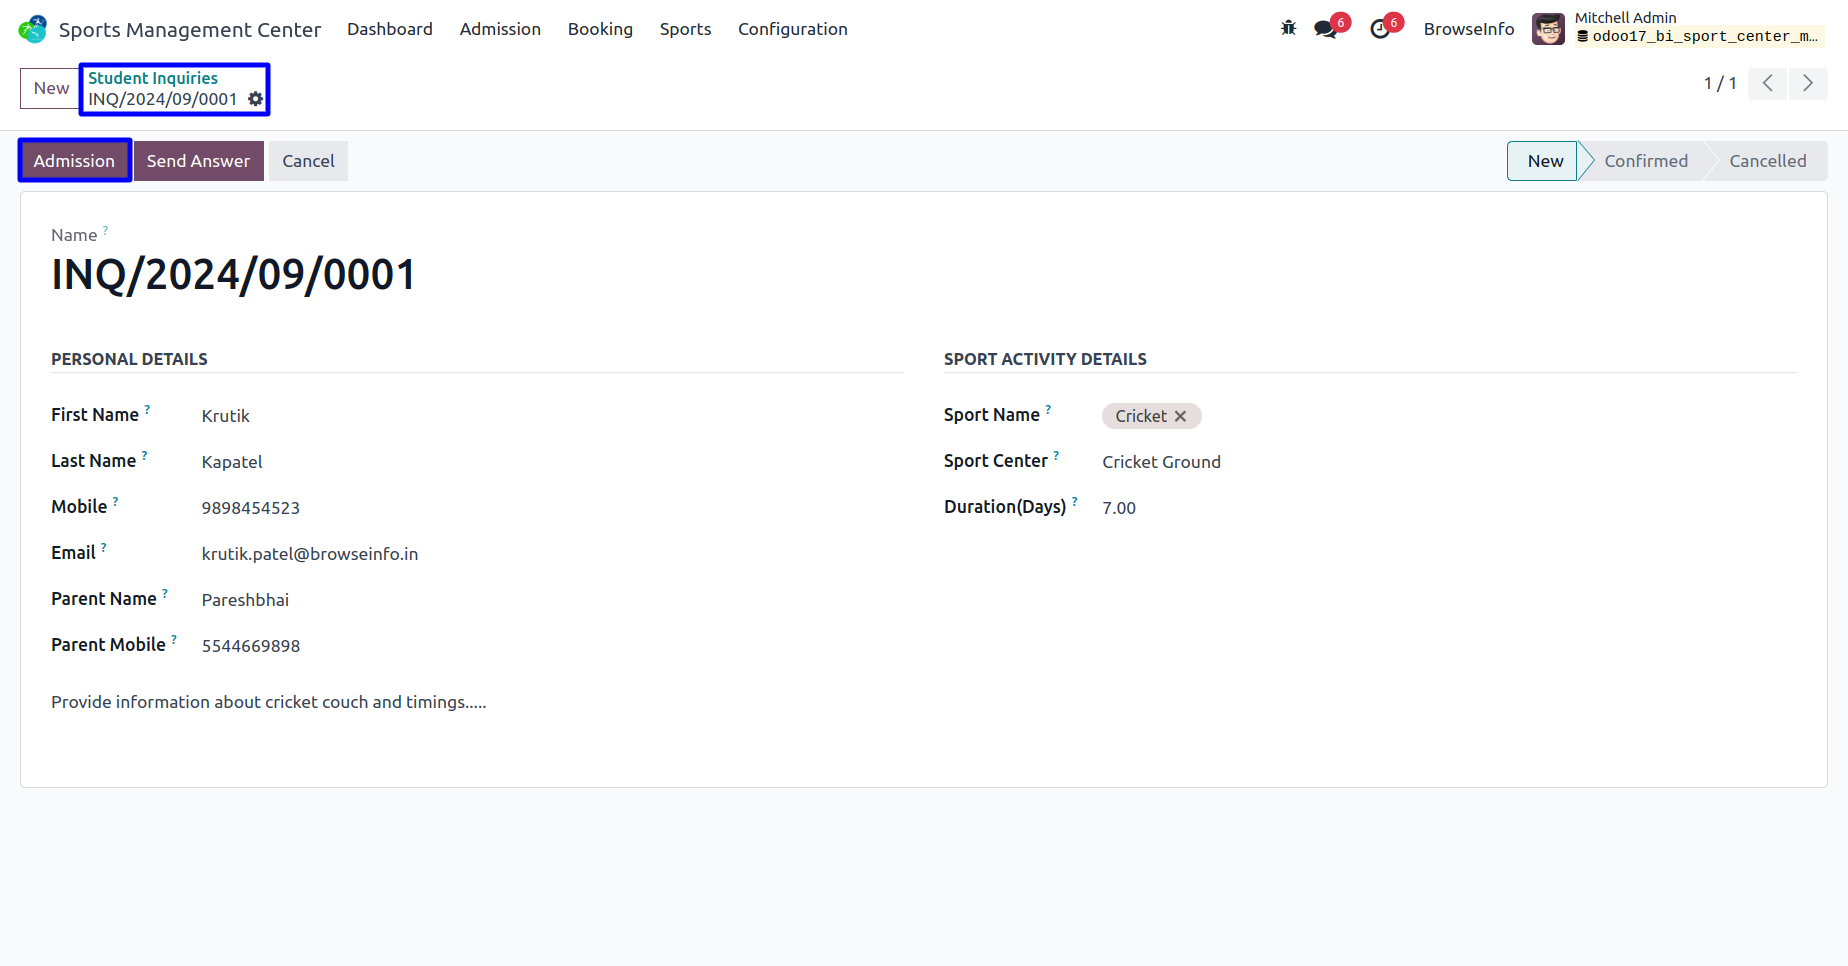 Sports Management Center Dashboard Admission Booking Sports Configuration 6 6 BrowseInfo Mitchell Admin
odoo17_bi_sport_center_m...
New Student Inquiries
INQ/2024/09/0001
1 / 1
Admission Send Answer Cancel New Confirmed Cancelled
Name ?
INQ/2024/09/0001
PERSONAL DETAILS
First Name ? Krutik
Last Name ? Kapatel
Mobile ? 9898454523
Email ? krutik.patel@browseinfo.in
Parent Name ? Pareshbhai
Parent Mobile ? 5544669898
Provide information about cricket couch and timings.....
SPORT ACTIVITY DETAILS
Sport Name ? Cricket ×
Sport Center ? Cricket Ground
Duration(Days) ? 7.00